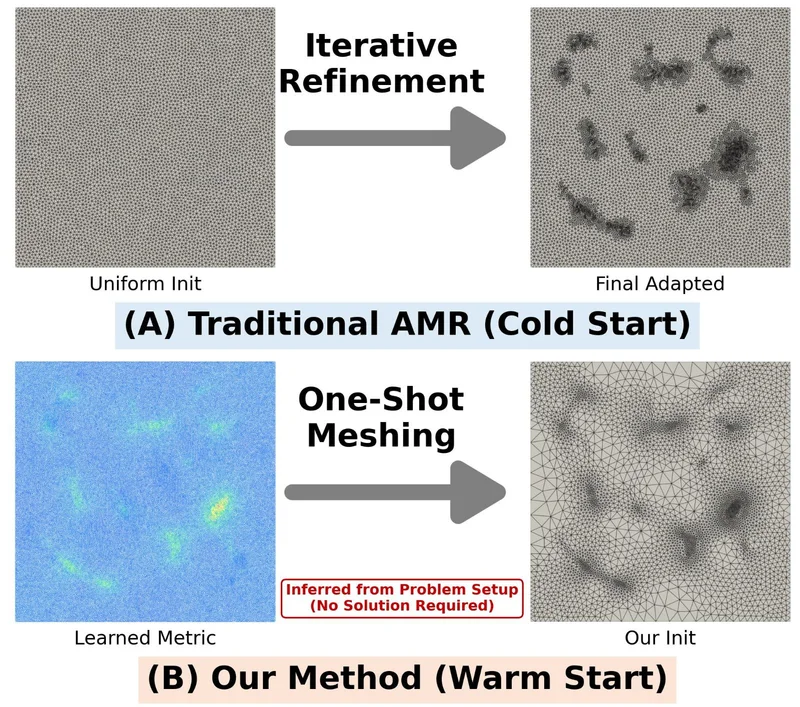 Iterative
Refinement
Uniform Init
Final Adapted
(A) Traditional AMR (Cold Start)
One-Shot
Meshing
Inferred from Problem Setup
(No Solution Required)
Learned Metric
Our Init
(B) Our Method (Warm Start)